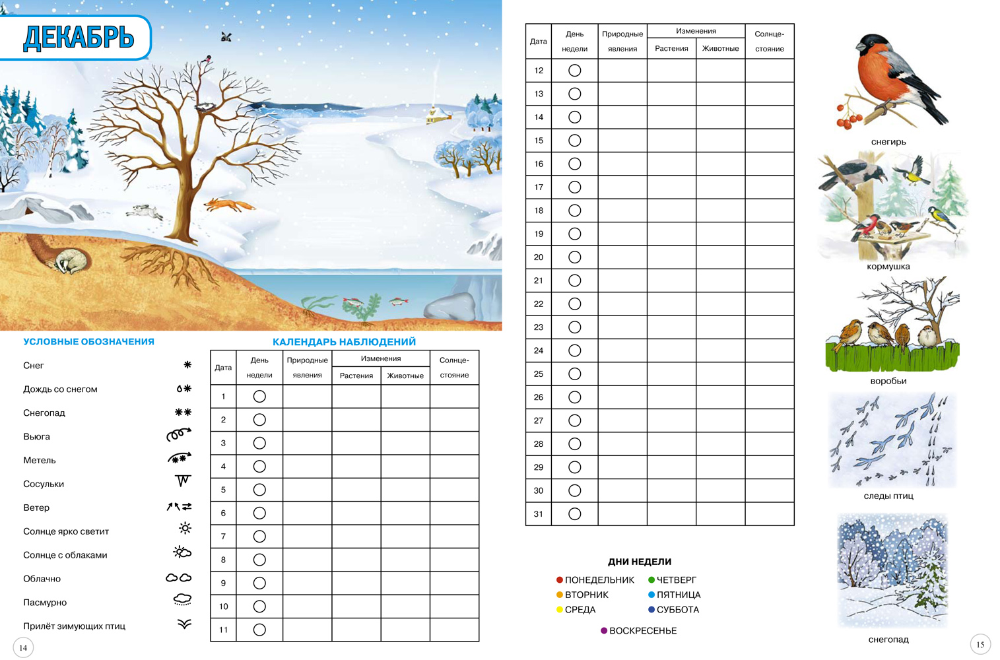 ДЕКАБРЬ
УСЛОВНЫЕ ОБОЗНАЧЕНИЯ
Снег
Дождь со снегом
Снегопад
Вьюга
Метель
Сосульки
Ветер
Солнце ярко светит
Солнце с облаками
Облачно
Пасмурно
Прилёт зимующих птиц
14
КАЛЕНДАРЬ НАБЛЮДЕНИЙ
Дата
День
недели
Природные
явления
Изменения
Растения
Животные
Солнце-
стояние
1
2
3
4
5
6
7
8
9
10
11
Дата
День
недели
Природные
явления
Изменения
Растения
Животные
Солнце-
стояние
12
13
14
15
16
17
18
19
20
21
22
23
24
25
26
27
28
29
30
31
ДНИ НЕДЕЛИ
ПОНЕДЕЛЬНИК
ВТОРНИК
СРЕДА
ЧЕТВЕРГ
ПЯТНИЦА
СУББОТА
ВОСКРЕСЕНЬЕ
снегирь
кормушка
воробьи
следы птиц
снегопад
15